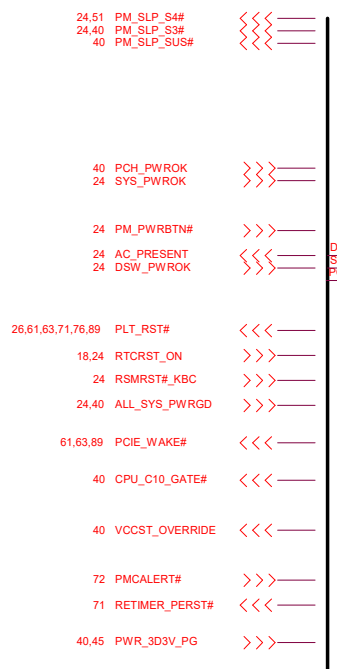 24,51 PM_SLP_S4#
24,40 PM_SLP_S3#
40 PM_SLP_SUS#
40 PCH_PWROK
24 SYS_PWROK
24 PM_PWRBTN#
24 AC_PRESENT
24 DSW_PWROK
D
S
P
26,61,63,71,76,89 PLT_RST#
18,24 RTCRST_ON
24 RSMRST#_KBC
24,40 ALL_SYS_PWRGD
61,63,89 PCIE_WAKE#
40 CPU_C10_GATE#
40 VCCST_OVERRIDE
72 PMCALERT#
71 RETIMER_PERST#
40,45 PWR_3D3V_PG